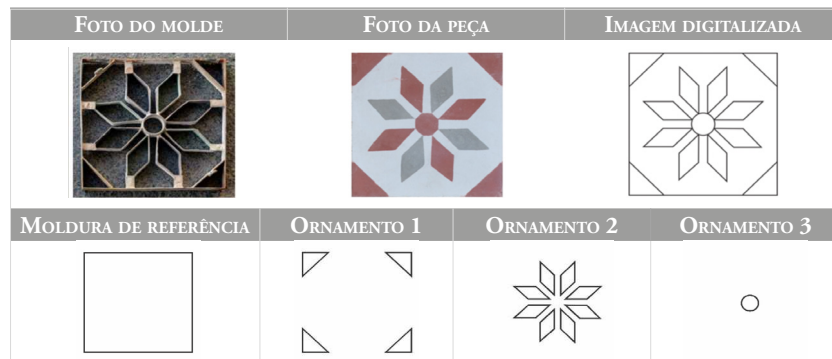 FOTO DO MOLDE FOTO DA PEÇA IMAGEM DIGITALIZADA
MOLDURA DE REFERÊNCIA ORNAMENTO 1 ORNAMENTO 2 ORNAMENTO 3